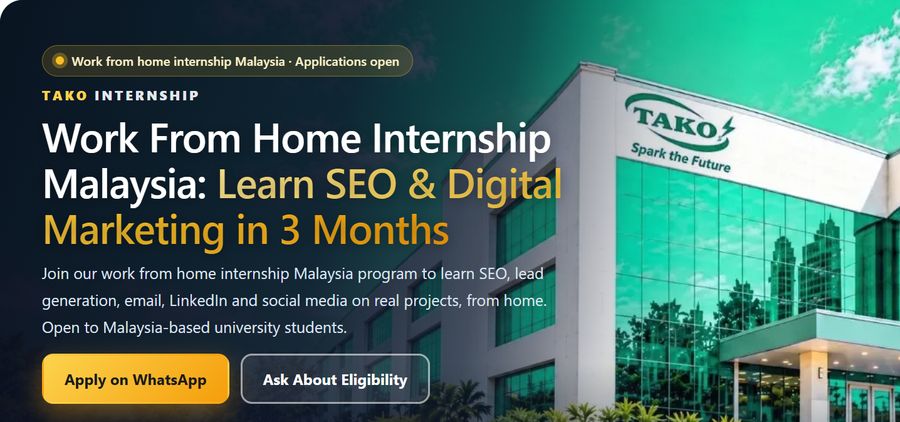 Work from home internship Malaysia · Applications open
TAKO INTERNSHIP
Work From Home Internship
Malaysia: Learn SEO & Digital
Marketing in 3 Months
Join our work from home internship Malaysia program to learn SEO, lead
generation, email, LinkedIn and social media on real projects, from home.
Open to Malaysia-based university students.
Apply on WhatsApp
Ask About Eligibility
TAKO
Spark the Future
E